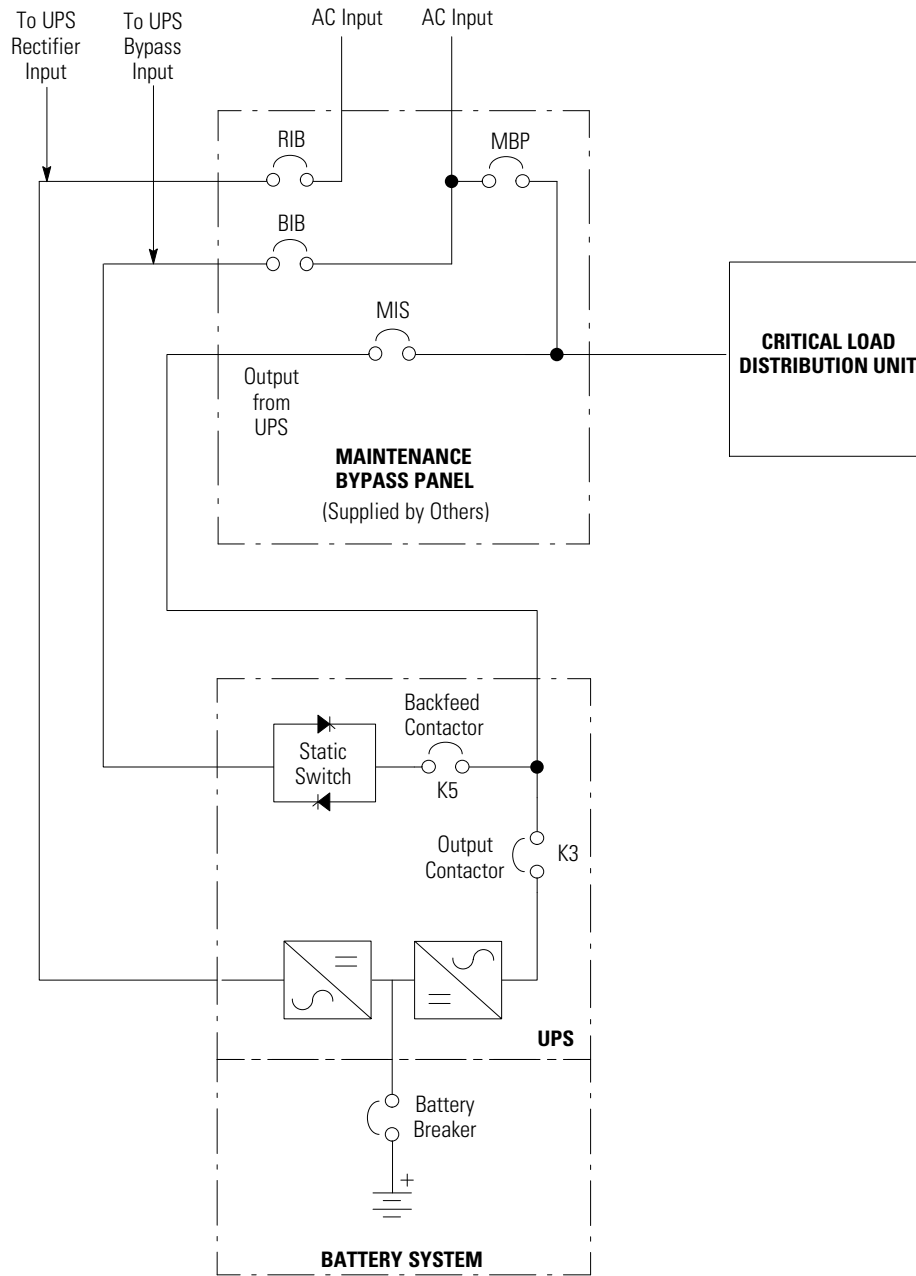 To UPS
Rectifier
Input
To UPS
Bypass
Input
AC Input
AC Input
RIB
MBP
BIB
MIS
Output
from
UPS
CRITICAL LOAD
DISTRIBUTION UNIT
MAINTENANCE
BYPASS PANEL
(Supplied by Others)
Backfeed
Contactor
Static
Switch
K5
Output
Contactor
K3
UPS
Battery
Breaker
+
BATTERY SYSTEM